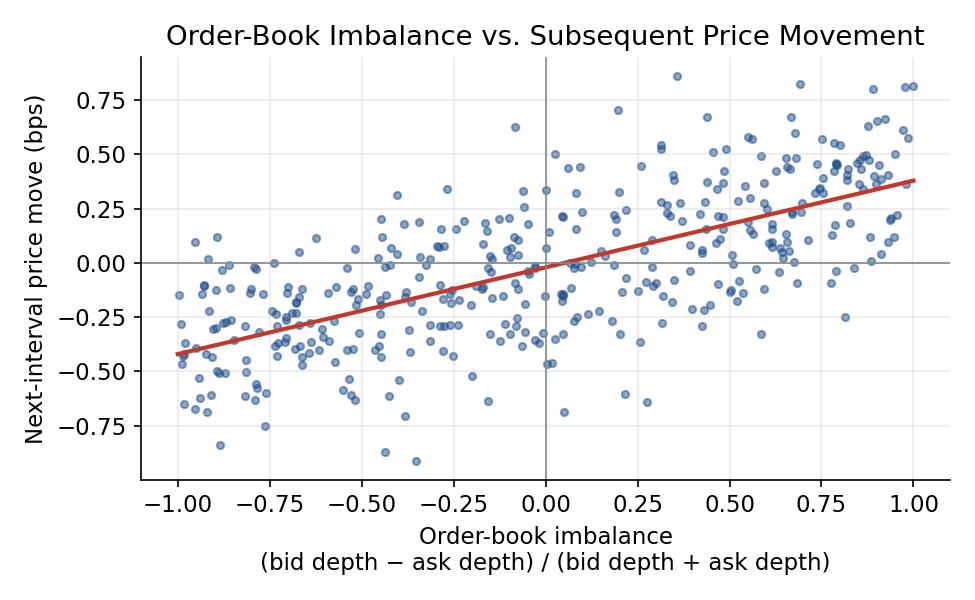 Order-Book Imbalance vs. Subsequent Price Movement
Next-interval price move (bps)
0.75
0.50
0.25
0.00
−0.25
−0.50
−0.75
−1.00 −0.75 −0.50 −0.25 0.00 0.25 0.50 0.75 1.00
Order-book imbalance
(bid depth − ask depth) / (bid depth + ask depth)